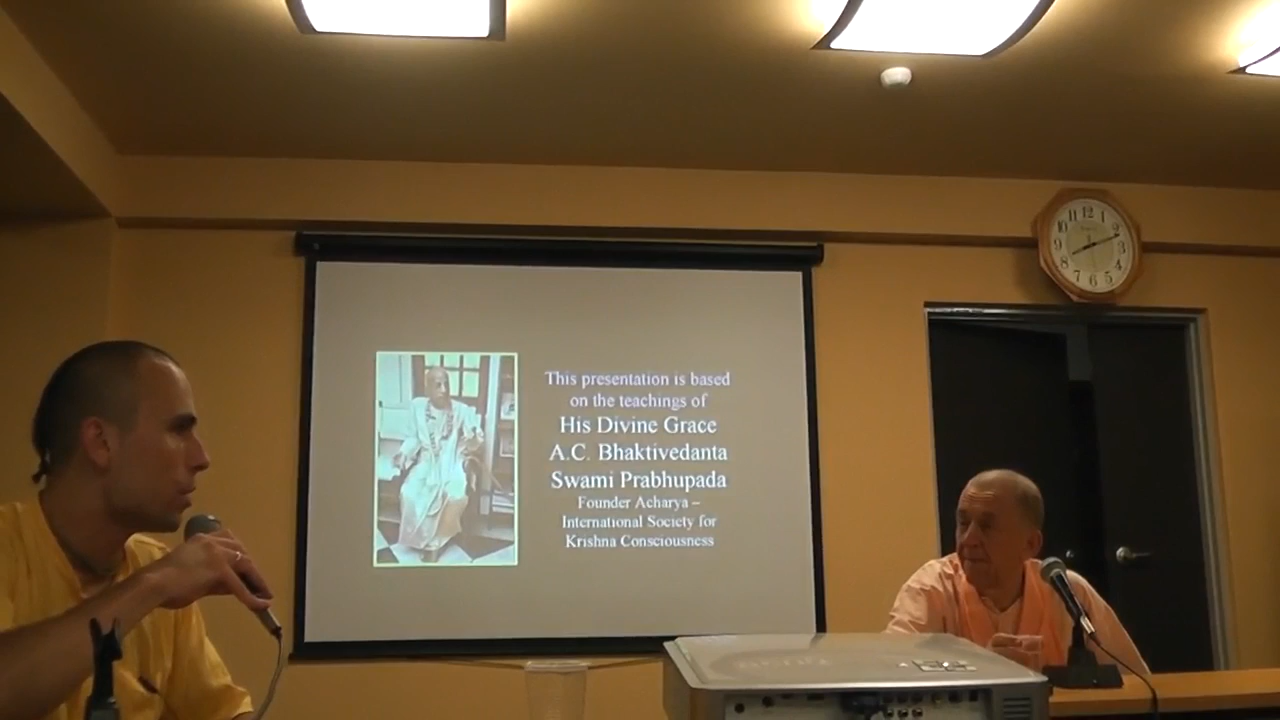 This presentation is based
on the teachings of
His Divine Grace
A.C. Bhaktivedanta
Swami Prabhupada
Founder Acharya –
International Society for
Krishna Consciousness